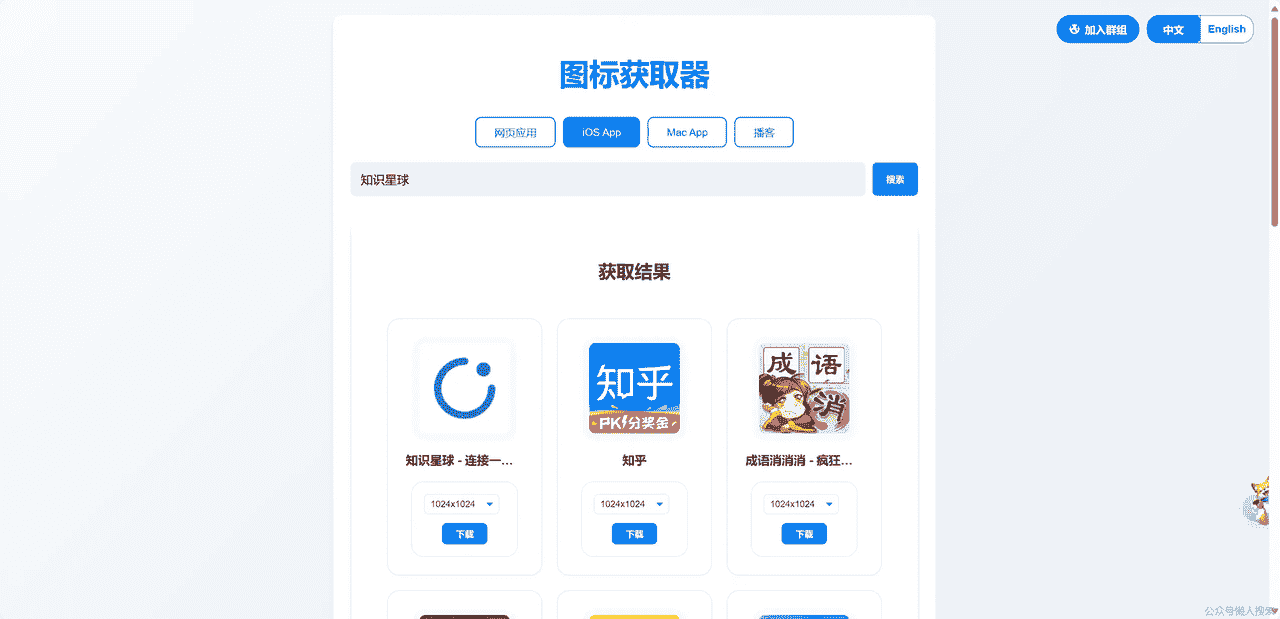 加入群组
中文
English
图标获取器
网页应用
iOS App
Mac App
播客
知识星球
搜索
获取结果
知乎
PK 分奖金
成语消
知识星球 - 连接一...
知乎
成语消消消 - 疯狂...
1024x1024
1024x1024
1024x1024
下载
下载
下载
公众号懒人搜索